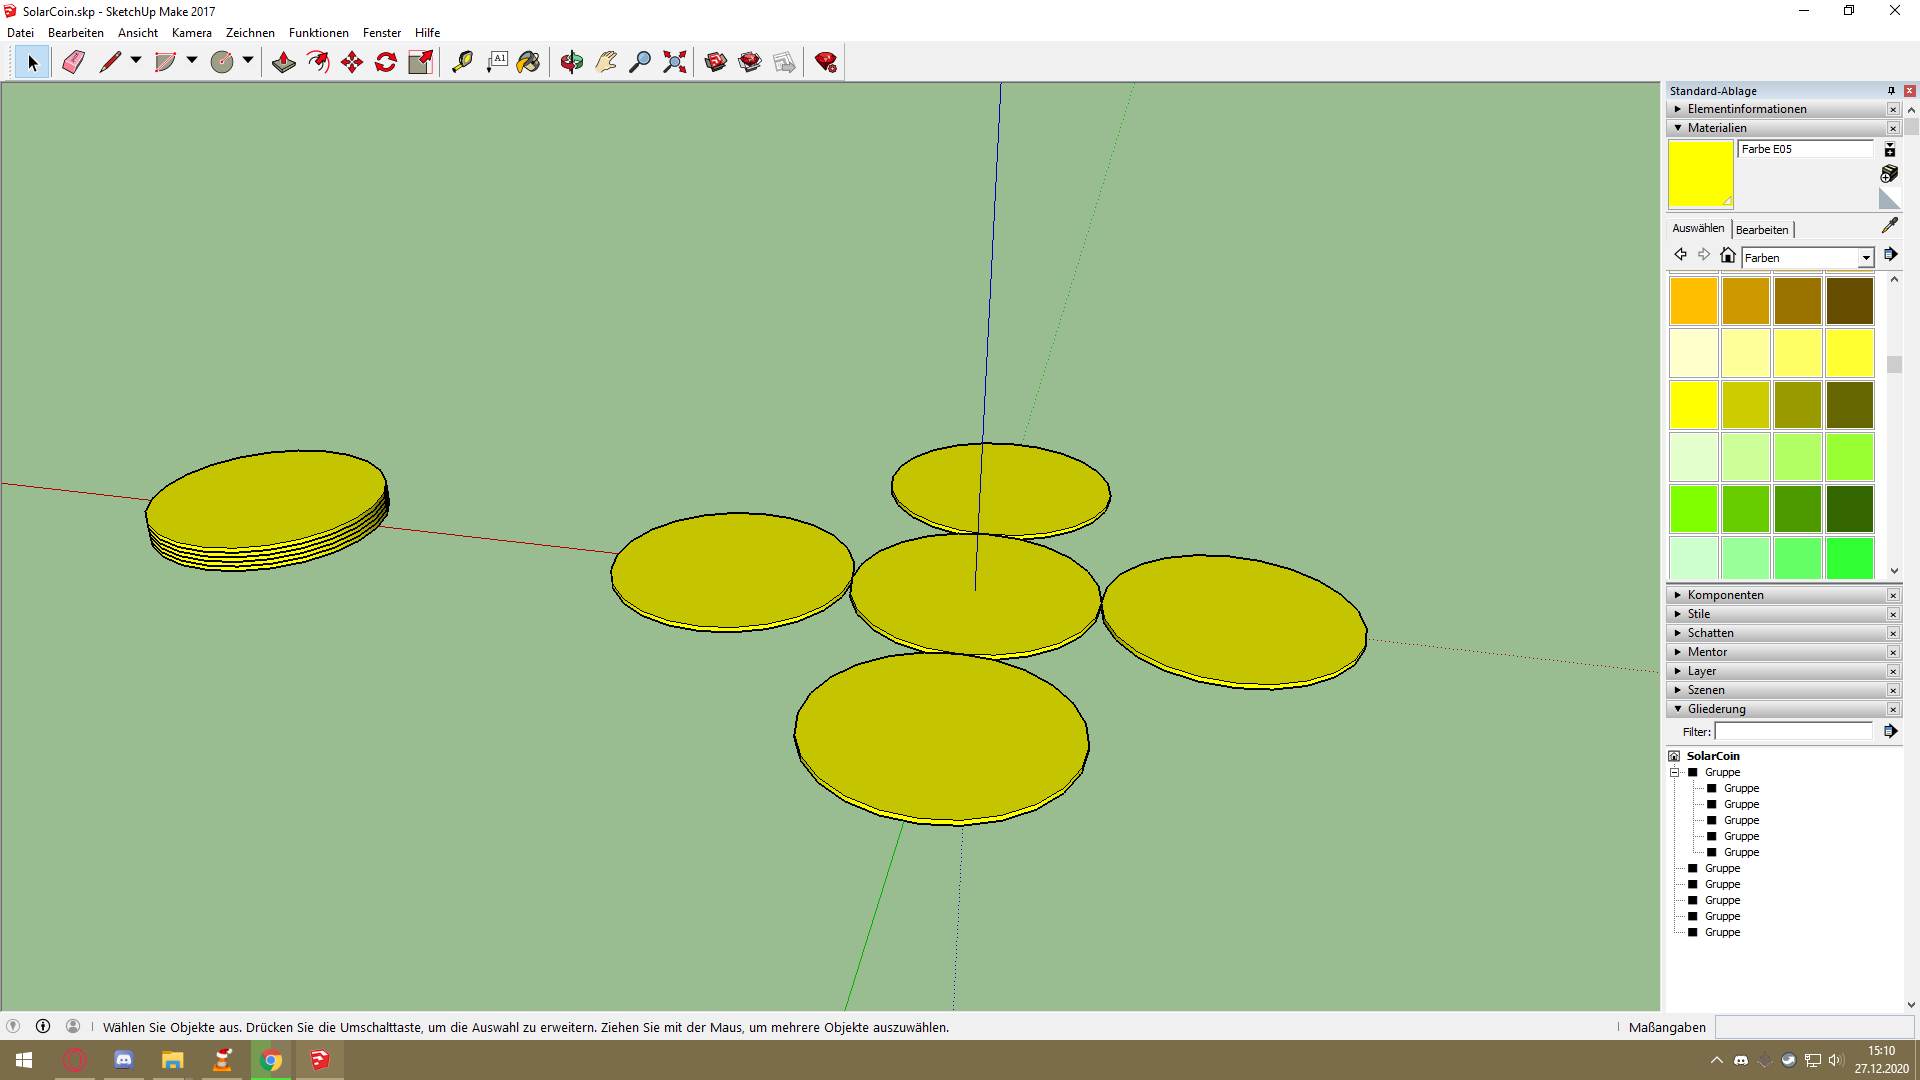 SolarCoin.skp - SketchUp Make 2017
Datei Bearbeiten Ansicht Kamera Zeichnen Funktionen Fenster Hilfe
A1
Standard-Ablage
Elementinformationen
Materialien
Farbe E05
Auswählen Bearbeiten
Farben
Komponenten
Stile
Schatten
Mentor
Layer
Szenen
Gliederung
Filter:
SolarCoin
Gruppe
Gruppe
Gruppe
Gruppe
Gruppe
Gruppe
Gruppe
Gruppe
Gruppe
Gruppe
Gruppe
Wählen Sie Objekte aus. Drücken Sie die Umschalttaste, um die Auswahl zu erweitern. Ziehen Sie mit der Maus, um mehrere Objekte auszuwählen.
Maßangaben
15:10
27.12.2020